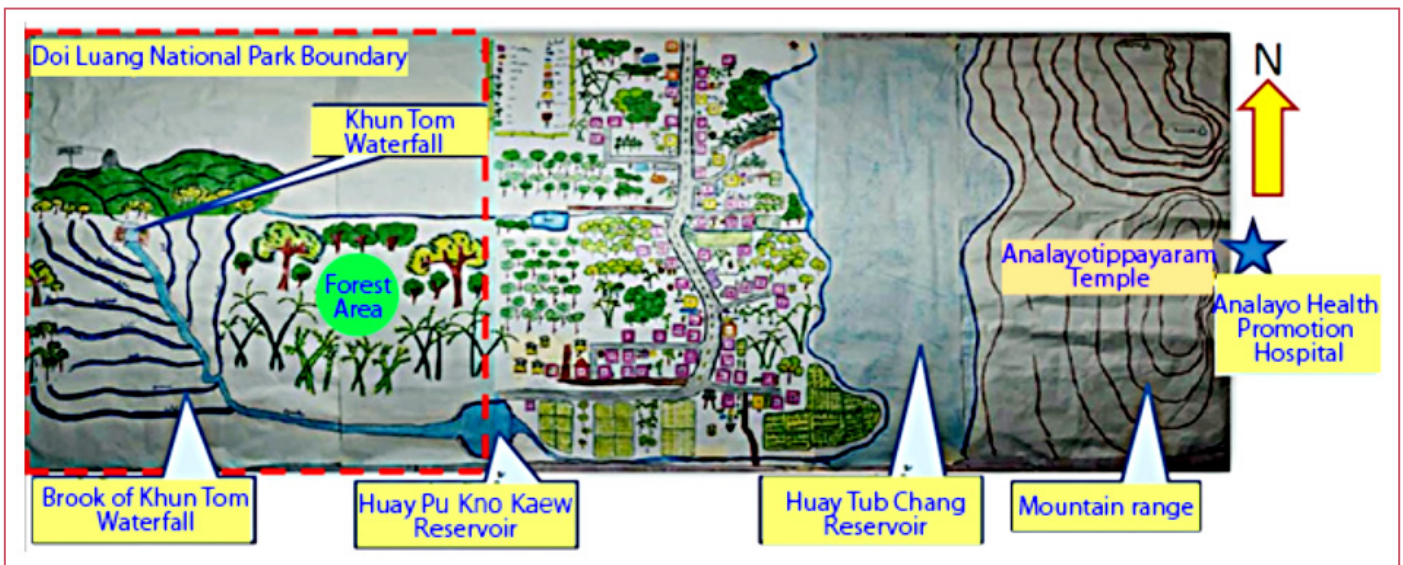 Doi Luang National Park Boundary
N
Khun Tom
Waterfall
Forest
Area
Analayotippayaram
Temple
Analayo Health
Promotion
Hospital
Brook of Khun Tom
Waterfall
Huay Pu Kno Kaew
Reservoir
Huay Tub Chang
Reservoir
Mountain range